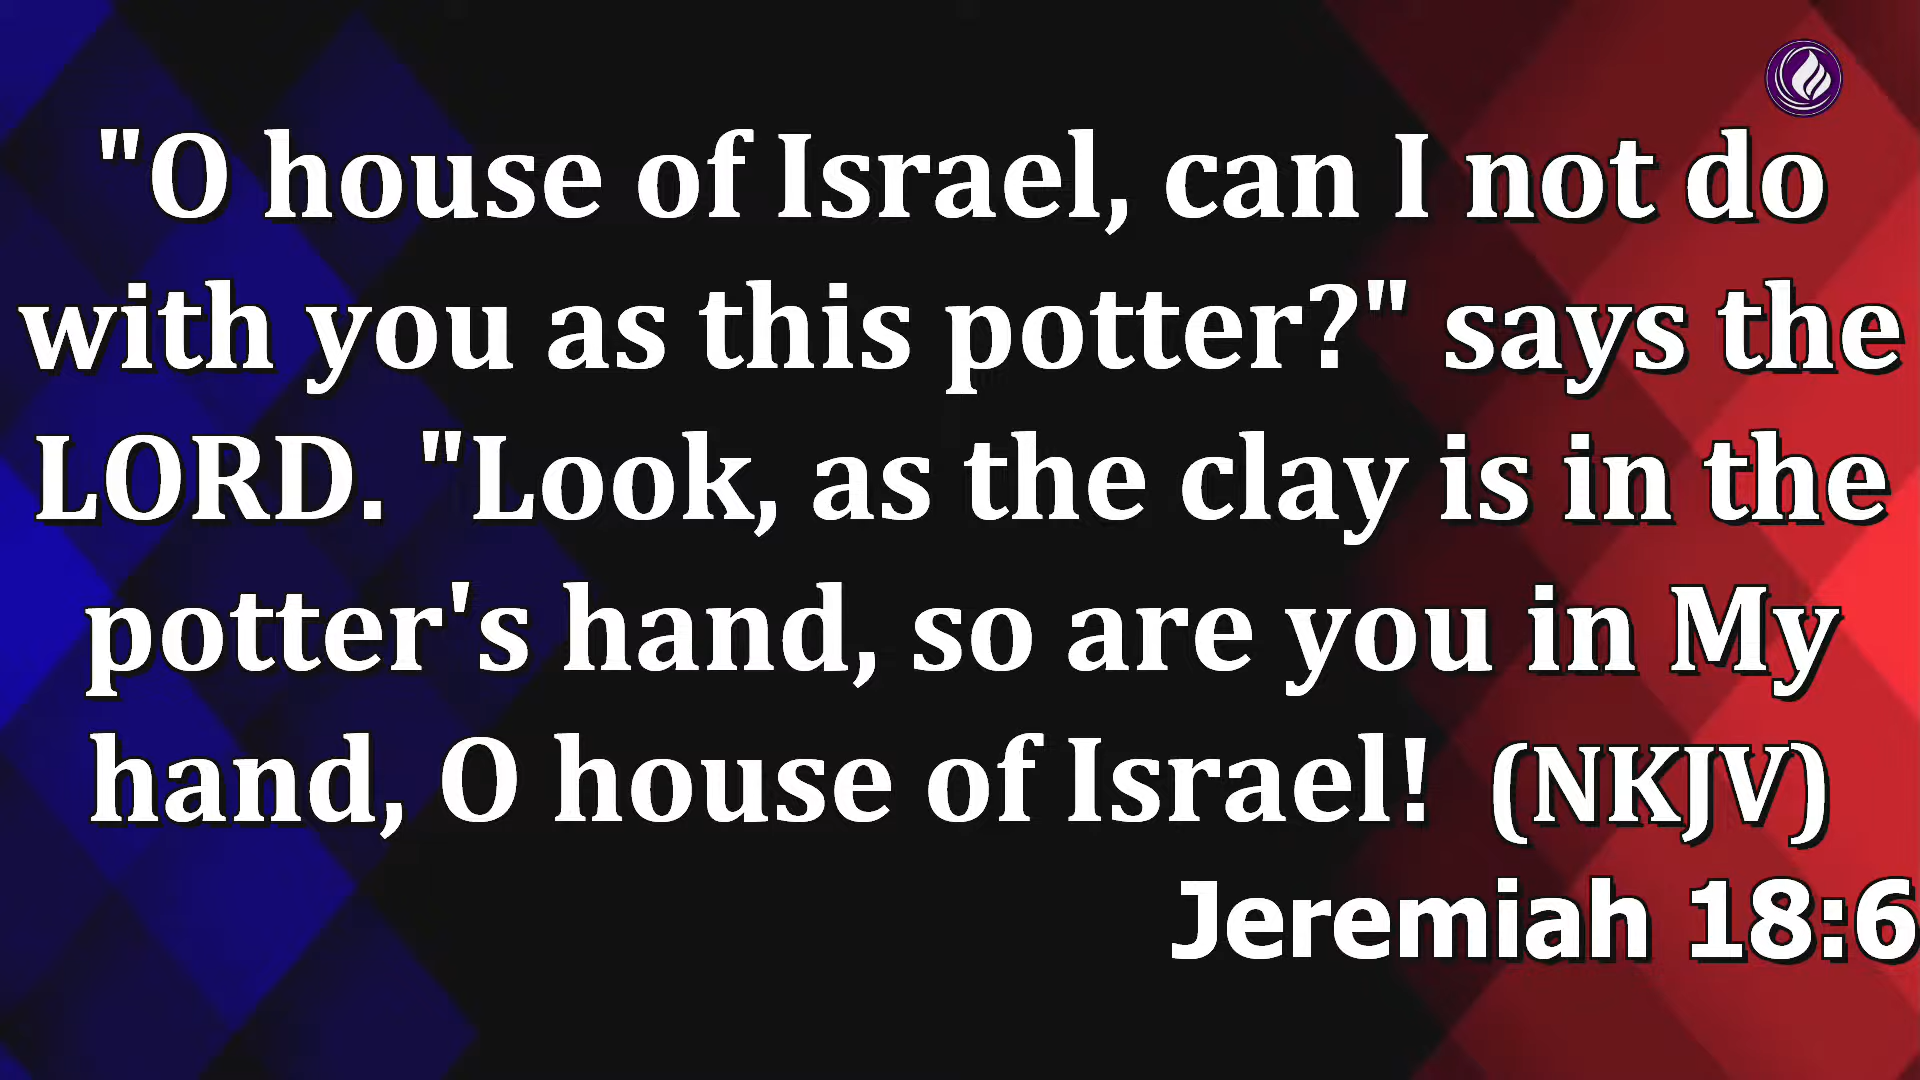 "O house of Israel, can I not do
with you as this potter?" says the
LORD. "Look, as the clay is in the
potter's hand, so are you in My
hand, O house of Israel!  (NKJV)
Jeremiah 18:6